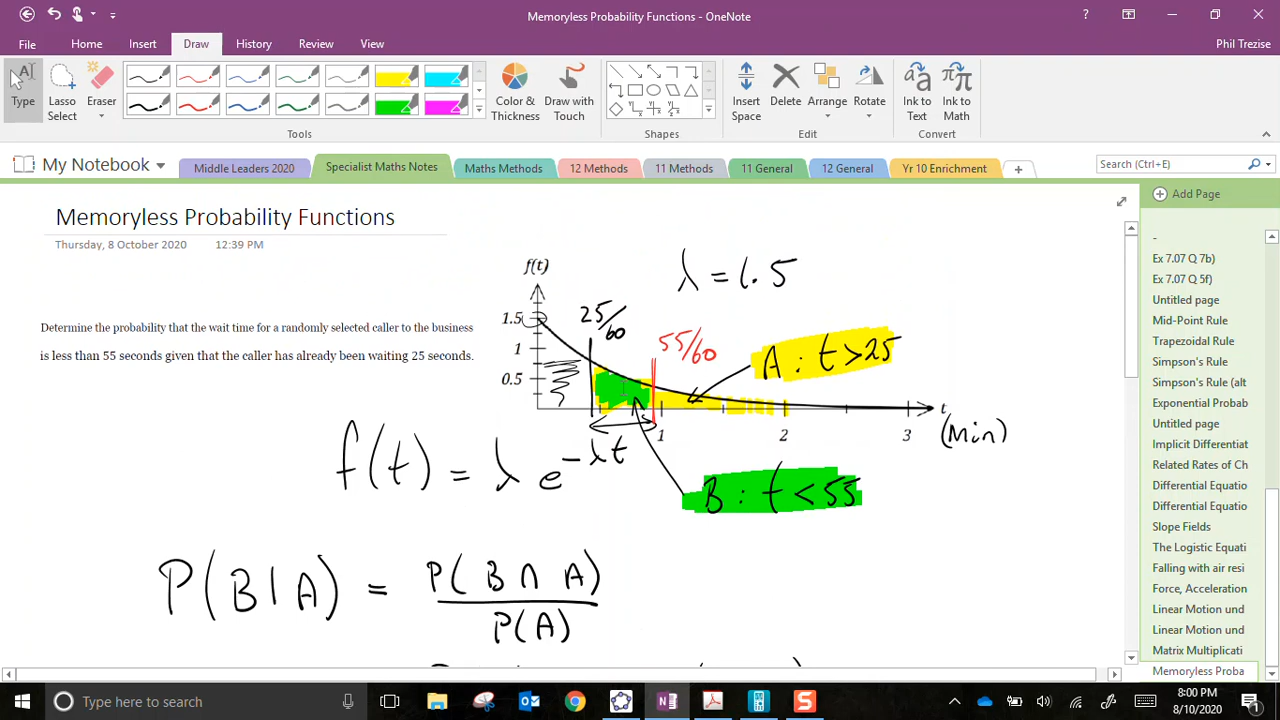 Memoryless Probability Functions - OneNote
?
File
Home
Insert
Draw
History
Review
View
Phil Trezise
Type
Lasso Select
Eraser
Color & Thickness
Draw with Touch
Insert Space
Delete
Arrange
Rotate
Ink to Text
Ink to Math
Tools
Shapes
Edit
Convert
My Notebook
Middle Leaders 2020
Specialist Maths Notes
Maths Methods
12 Methods
11 Methods
11 General
12 General
Yr 10 Enrichment
Search (Ctrl+E)
Memoryless Probability Functions
Thursday, 8 October 2020 12:39 PM
Determine the probability that the wait time for a randomly selected caller to the business
is less than 55 seconds given that the caller has already been waiting 25 seconds.
f(t)
λ = 1.5
1.5
1
0.5
25/60
55/60
A : t > 25
t
(Min)
1
2
3
f(t) = λ e^{-λt}
B : t < 55
P(B|A) = P(B ∩ A)
P(A)
Add Page
-
Ex 7.07 Q 7b)
Ex 7.07 Q 5f)
Untitled page
Mid-Point Rule
Trapezoidal Rule
Simpson's Rule
Simpson's Rule (alt
Exponential Probab
Untitled page
Implicit Differentiat
Related Rates of Ch
Differential Equatio
Differential Equatio
Slope Fields
The Logistic Equati
Falling with air resi
Force, Acceleration
Linear Motion und
Linear Motion und
Matrix Multiplicati
Memoryless Proba
Type here to search
8:00 PM
8/10/2020